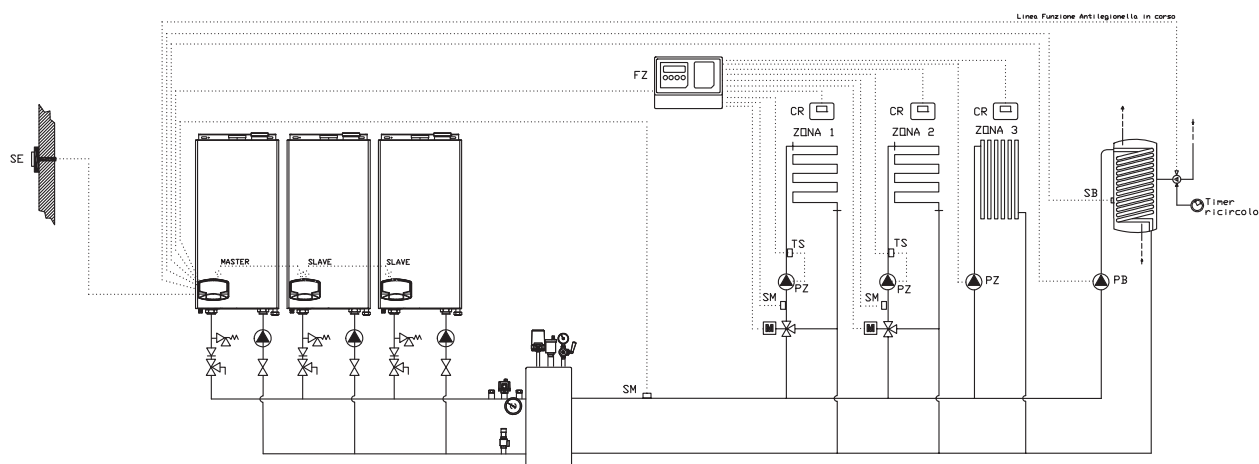 Linea Funzione Antilegionella in corso
FZ
CR
CR
CR
ZONA 1
ZONA 2
ZONA 3
SE
SB
Timer
ricircolo
TS
TS
MASTER
SLAVE
SLAVE
PZ
PZ
PZ
PB
SM
SM
M
M
SM